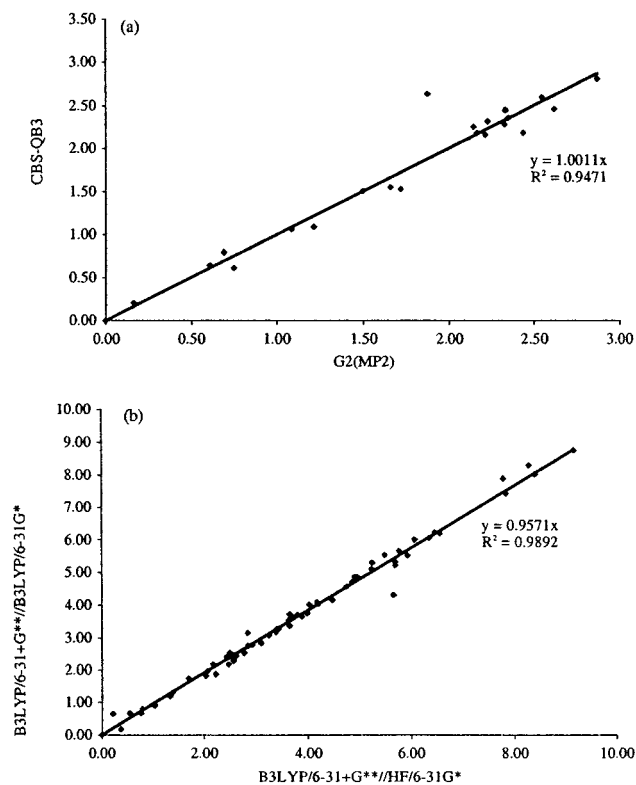 (a)
3.50
3.00
2.50
2.00
1.50
1.00
0.50
0.00
CBS-QB3
y = 1.0011x
R² = 0.9471
0.00 0.50 1.00 1.50 2.00 2.50 3.00
G2(MP2)
(b)
10.00
9.00
8.00
7.00
6.00
5.00
4.00
3.00
2.00
1.00
0.00
B3LYP/6-31+G**//B3LYP/6-31G*
y = 0.9571x
R² = 0.9892
0.00 2.00 4.00 6.00 8.00 10.00
B3LYP/6-31+G**//HF/6-31G*